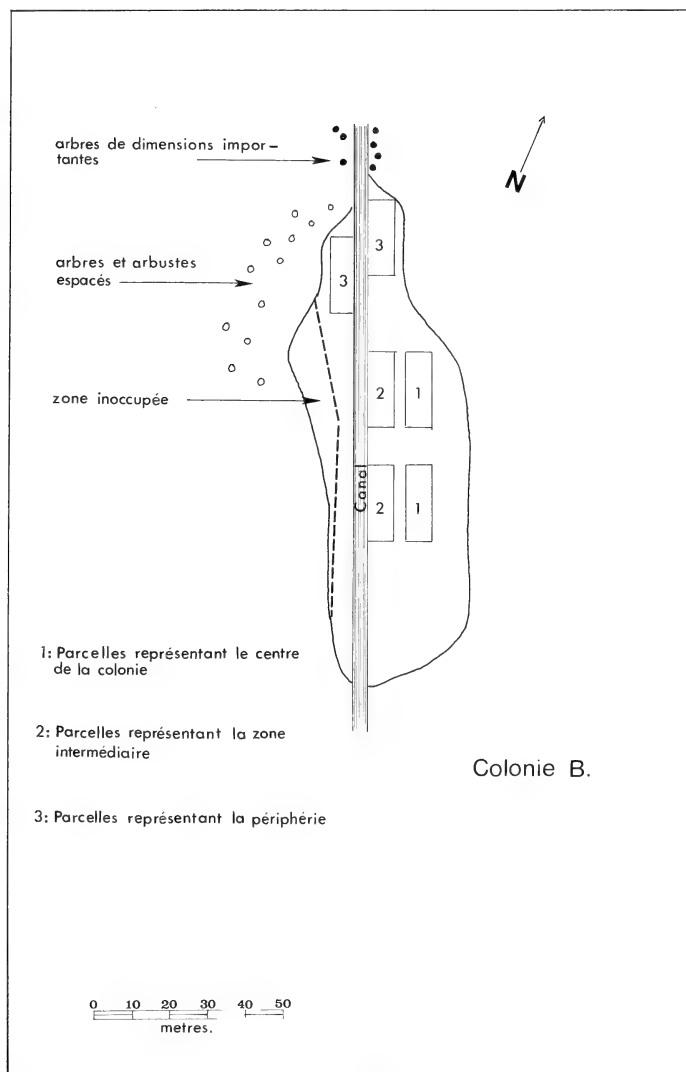 arbres de dimensions impor-
tantes
N
3
3
arbres et arbustes
espacés
zone inoccupée
2
1
Canal
2
1
1: Parcelles représentant le centre
de la colonie
2: Parcelles représentant la zone
intermédiaire
Colonie B.
3: Parcelles représentant la périphérie
0 10 20 30 40 50
metres.